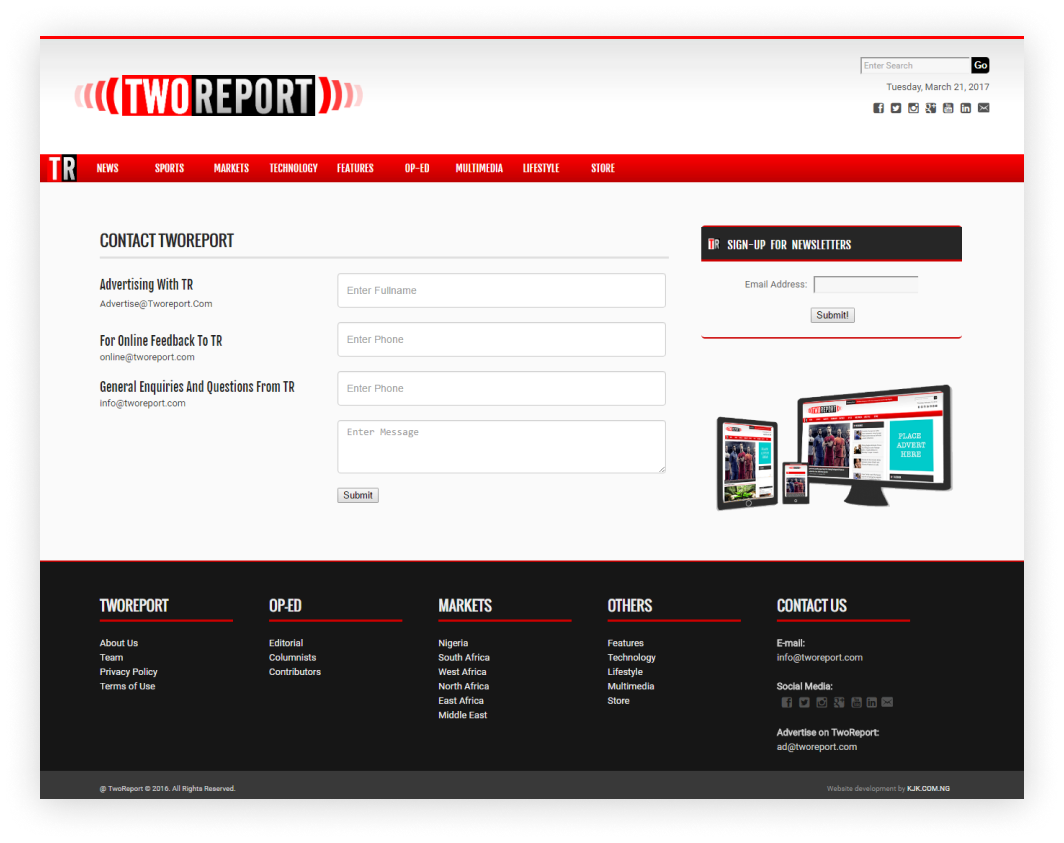 Enter Search Go
Tuesday, March 21, 2017
TWOREPORT
TR NEWS SPORTS MARKETS TECHNOLOGY FEATURES OP-ED MULTIMEDIA LIFESTYLE STORE
CONTACT TWOREPORT
Advertising With TR
Advertise@Tworeport.Com
For Online Feedback To TR
online@tworeport.com
General Enquiries And Questions From TR
info@tworeport.com
Enter Fullname
Enter Phone
Enter Phone
Enter Message
Submit
TR SIGN-UP FOR NEWSLETTERS
Email Address:
Submit!
TWOREPORT
PLACE
ADVERT
HERE
TWOREPORT
About Us
Team
Privacy Policy
Terms of Use
OP-ED
Editorial
Columnists
Contributors
MARKETS
Nigeria
South Africa
West Africa
North Africa
East Africa
Middle East
OTHERS
Features
Technology
Lifestyle
Multimedia
Store
CONTACT US
E-mail:
info@tworeport.com
Social Media:
Advertise on TwoReport:
ad@tworeport.com
@ TwoReport © 2016. All Rights Reserved.
Website development by KJK.COM.NG